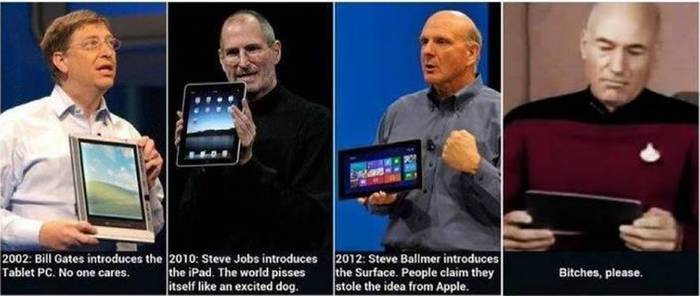 2002: Bill Gates introduces the
Tablet PC. No one cares.
2010: Steve Jobs introduces
the iPad. The world pisses
itself like an excited dog.
2012: Steve Ballmer introduces
the Surface. People claim they
stole the idea from Apple.
Bitches, please.